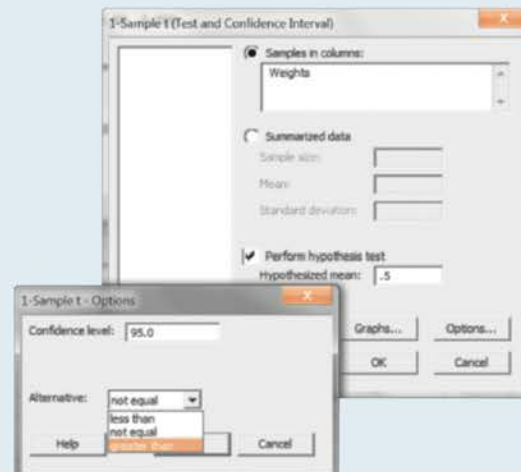 1-Sample t (Test and Confidence Interval)
Samples in columns:
Weights
Summarized data
Sample size:
Mean:
Standard deviation:
Perform hypothesis test
Hypothesized mean: .5
Graphs... Options...
OK Cancel
1-Sample t - Options
Confidence level: 95.0
Alternative: not equal
less than
not equal
greater than
Help Cancel